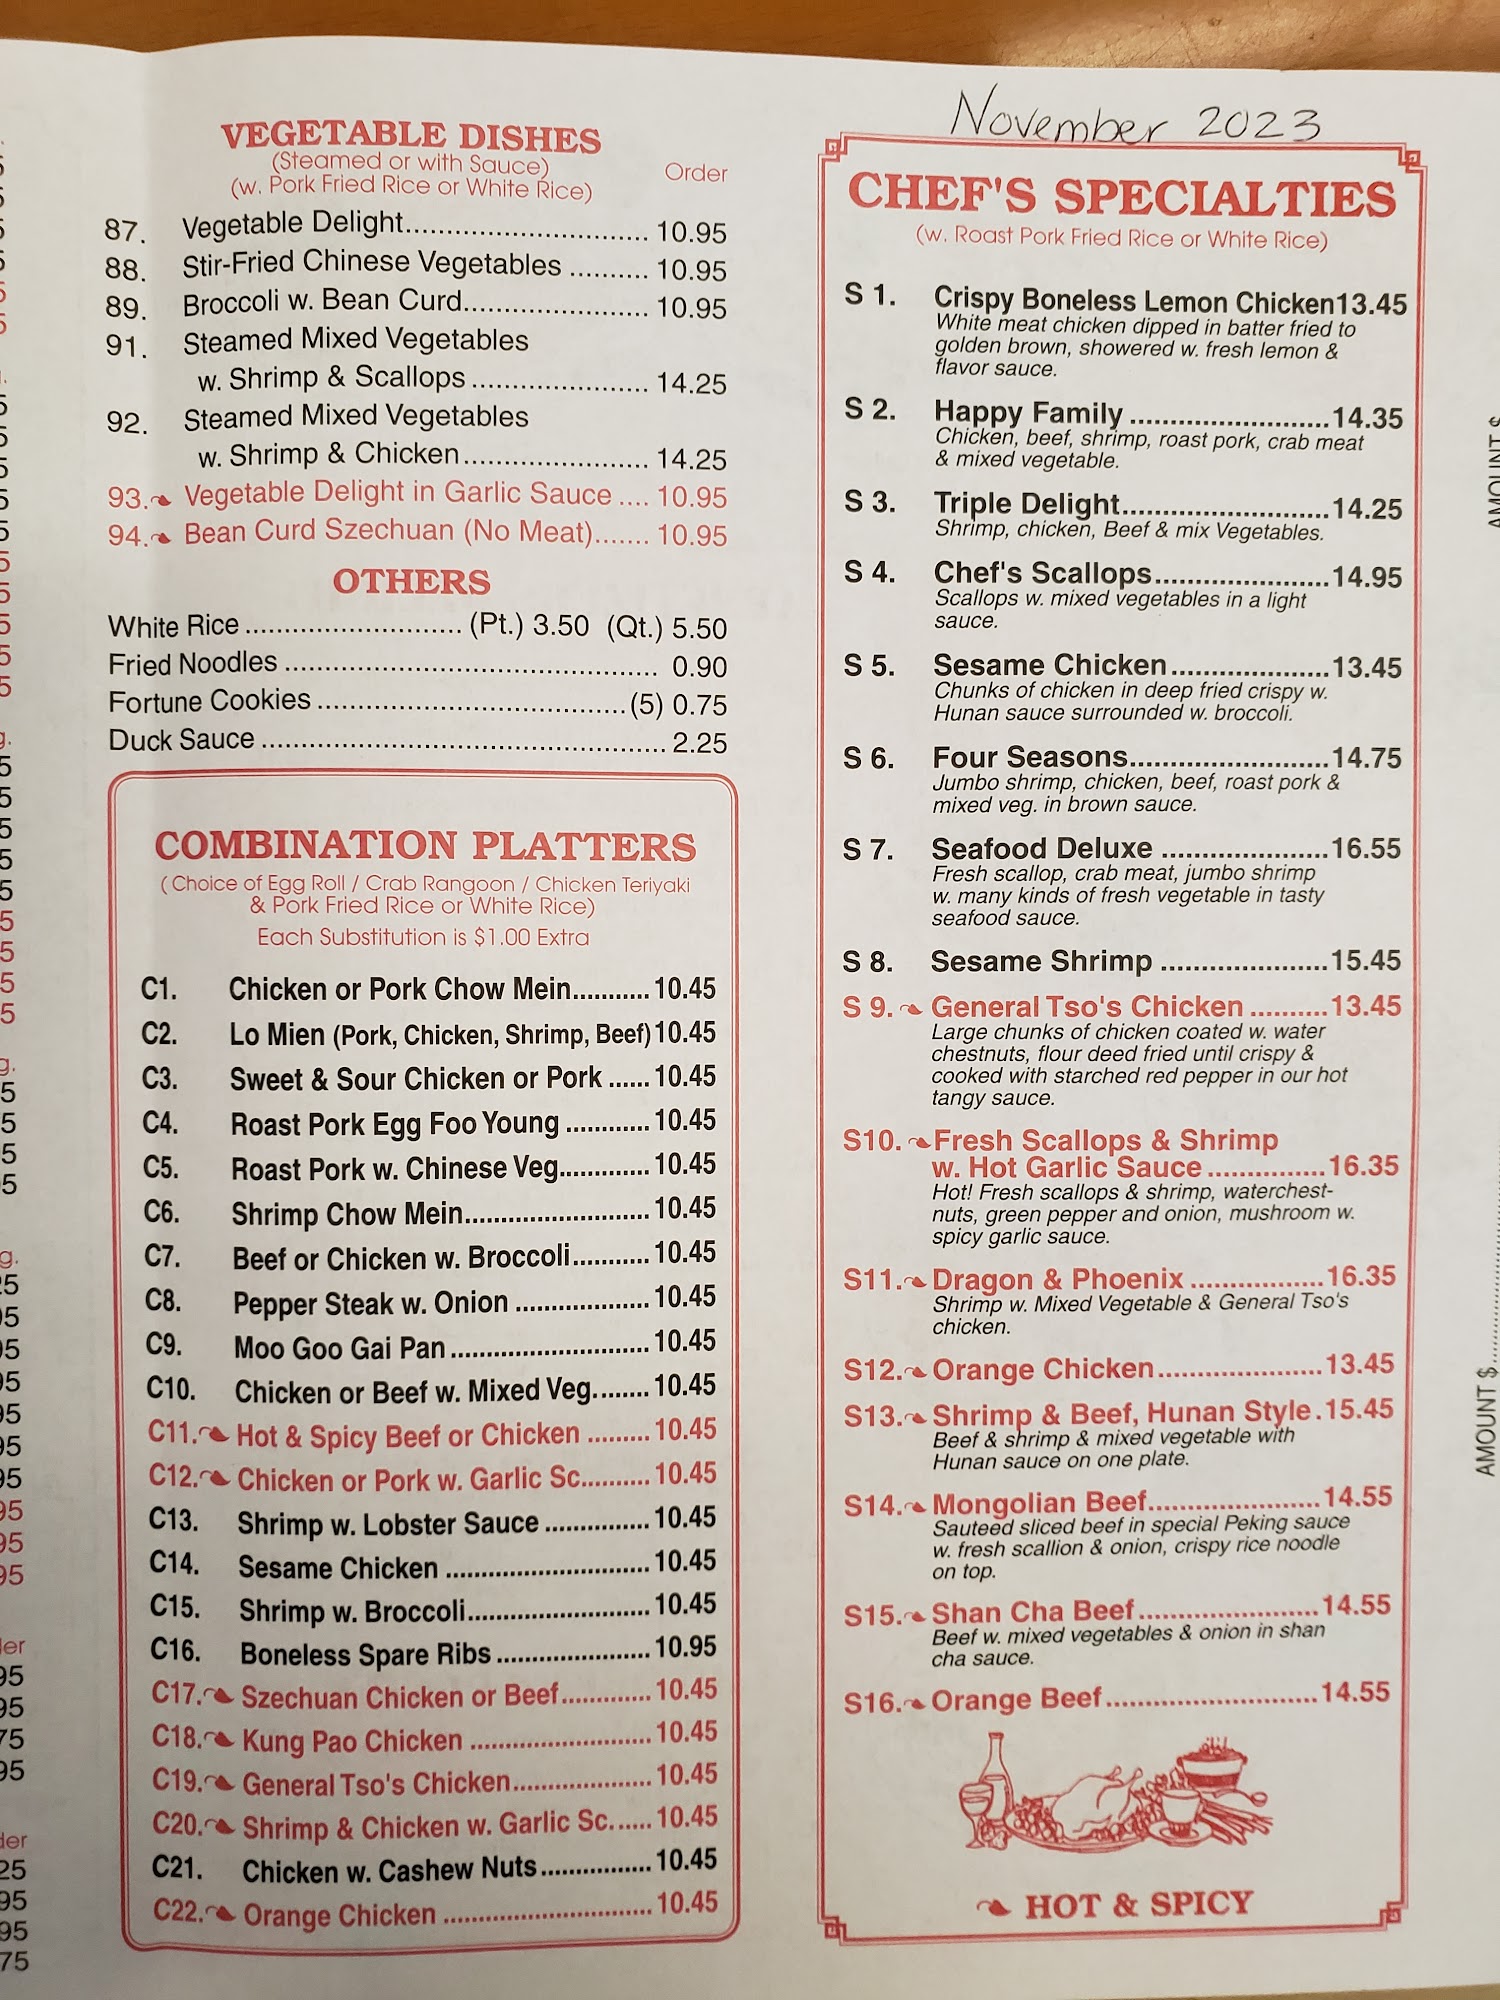 November 2023
VEGETABLE DISHES
(Steamed or with Sauce)
(w. Pork Fried Rice or White Rice)
Order
87. Vegetable Delight.............................. 10.95
88. Stir-Fried Chinese Vegetables .......... 10.95
89. Broccoli w. Bean Curd....................... 10.95
91. Steamed Mixed Vegetables
w. Shrimp & Scallops ...................... 14.25
92. Steamed Mixed Vegetables
w. Shrimp & Chicken....................... 14.25
93. Vegetable Delight in Garlic Sauce .... 10.95
94. Bean Curd Szechuan (No Meat)....... 10.95
OTHERS
White Rice ........................... (Pt.) 3.50 (Qt.) 5.50
Fried Noodles .............................................. 0.90
Fortune Cookies ......................................(5) 0.75
Duck Sauce .................................................. 2.25
COMBINATION PLATTERS
( Choice of Egg Roll / Crab Rangoon / Chicken Teriyaki
& Pork Fried Rice or White Rice)
Each Substitution is $1.00 Extra
C1. Chicken or Pork Chow Mein........... 10.45
C2. Lo Mien (Pork, Chicken, Shrimp, Beef) 10.45
C3. Sweet & Sour Chicken or Pork ...... 10.45
C4. Roast Pork Egg Foo Young ............ 10.45
C5. Roast Pork w. Chinese Veg............. 10.45
C6. Shrimp Chow Mein.......................... 10.45
C7. Beef or Chicken w. Broccoli........... 10.45
C8. Pepper Steak w. Onion ................... 10.45
C9. Moo Goo Gai Pan ............................ 10.45
C10. Chicken or Beef w. Mixed Veg........ 10.45
C11. Hot & Spicy Beef or Chicken ......... 10.45
C12. Chicken or Pork w. Garlic Sc.......... 10.45
C13. Shrimp w. Lobster Sauce ............... 10.45
C14. Sesame Chicken ............................. 10.45
C15. Shrimp w. Broccoli.......................... 10.45
C16. Boneless Spare Ribs ...................... 10.95
C17. Szechuan Chicken or Beef............. 10.45
C18. Kung Pao Chicken .......................... 10.45
C19. General Tso's Chicken.................... 10.45
C20. Shrimp & Chicken w. Garlic Sc...... 10.45
C21. Chicken w. Cashew Nuts................ 10.45
C22. Orange Chicken .............................. 10.45
CHEF'S SPECIALTIES
(w. Roast Pork Fried Rice or White Rice)
S 1. Crispy Boneless Lemon Chicken13.45
White meat chicken dipped in batter fried to
golden brown, showered w. fresh lemon &
flavor sauce.
S 2. Happy Family .........................14.35
Chicken, beef, shrimp, roast pork, crab meat
& mixed vegetable.
S 3. Triple Delight..........................14.25
Shrimp, chicken, Beef & mix Vegetables.
S 4. Chef's Scallops......................14.95
Scallops w. mixed vegetables in a light
sauce.
S 5. Sesame Chicken....................13.45
Chunks of chicken in deep fried crispy w.
Hunan sauce surrounded w. broccoli.
S 6. Four Seasons.........................14.75
Jumbo shrimp, chicken, beef, roast pork &
mixed veg. in brown sauce.
S 7. Seafood Deluxe .....................16.55
Fresh scallop, crab meat, jumbo shrimp
w. many kinds of fresh vegetable in tasty
seafood sauce.
S 8. Sesame Shrimp .....................15.45
S 9. General Tso's Chicken ..........13.45
Large chunks of chicken coated w. water
chestnuts, flour deed fried until crispy &
cooked with starched red pepper in our hot
tangy sauce.
S10. Fresh Scallops & Shrimp
w. Hot Garlic Sauce ...............16.35
Hot! Fresh scallops & shrimp, waterchest-
nuts, green pepper and onion, mushroom w.
spicy garlic sauce.
S11. Dragon & Phoenix .................16.35
Shrimp w. Mixed Vegetable & General Tso's
chicken.
S12. Orange Chicken.....................13.45
S13. Shrimp & Beef, Hunan Style.15.45
Beef & shrimp & mixed vegetable with
Hunan sauce on one plate.
S14. Mongolian Beef......................14.55
Sauteed sliced beef in special Peking sauce
w. fresh scallion & onion, crispy rice noodle
on top.
S15. Shan Cha Beef.......................14.55
Beef w. mixed vegetables & onion in shan
cha sauce.
S16. Orange Beef...........................14.55
HOT & SPICY
AMOUNT $
AMOUNT $